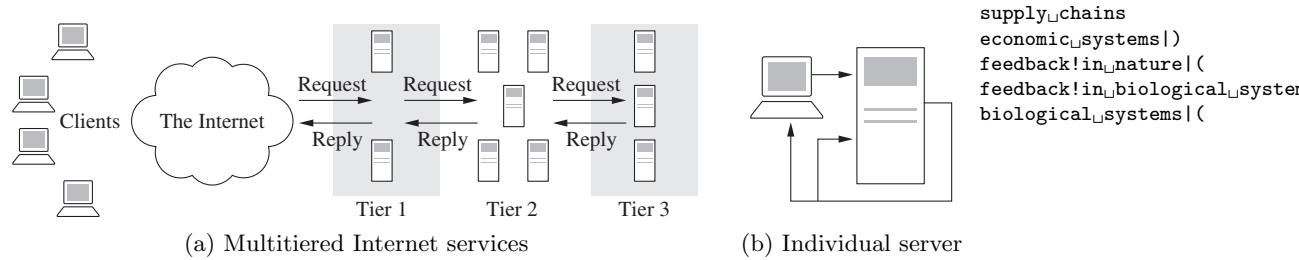 supply␣chains
economic␣systems|)
feedback!in␣nature|(
feedback!in␣biological␣system
biological␣systems|(
Request Request Request
Clients The Internet
Reply Reply Reply
Tier 1 Tier 2 Tier 3
(a) Multitiered Internet services (b) Individual server